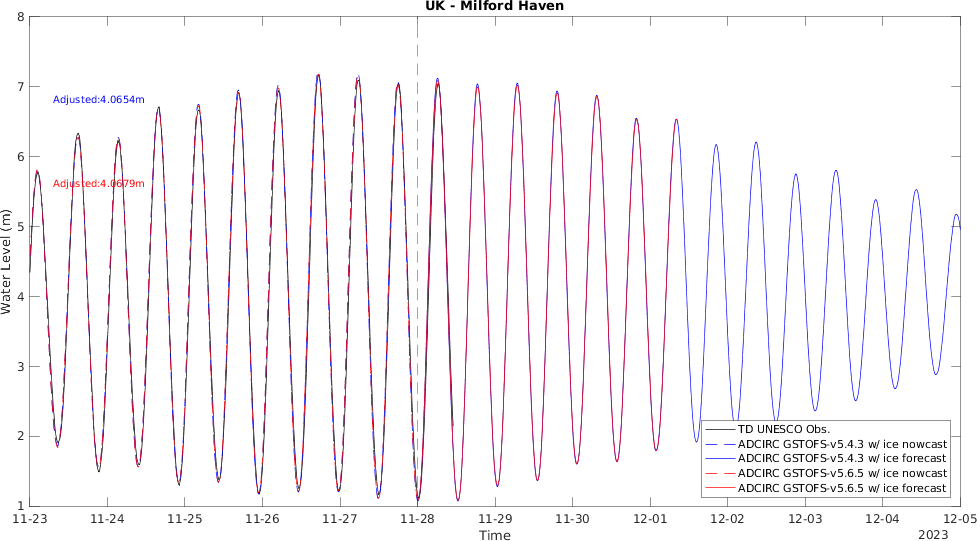 UK - Milford Haven
8
7
6
5
4
3
2
1
Water Level (m)
Adjusted:4.0654m
Adjusted:4.0679m
TD UNESCO Obs.
ADCIRC GSTOFS-v5.4.3 w/ ice nowcast
ADCIRC GSTOFS-v5.4.3 w/ ice forecast
ADCIRC GSTOFS-v5.6.5 w/ ice nowcast
ADCIRC GSTOFS-v5.6.5 w/ ice forecast
11-23 11-24 11-25 11-26 11-27 11-28 11-29 11-30 12-01 12-02 12-03 12-04 12-05
Time
2023